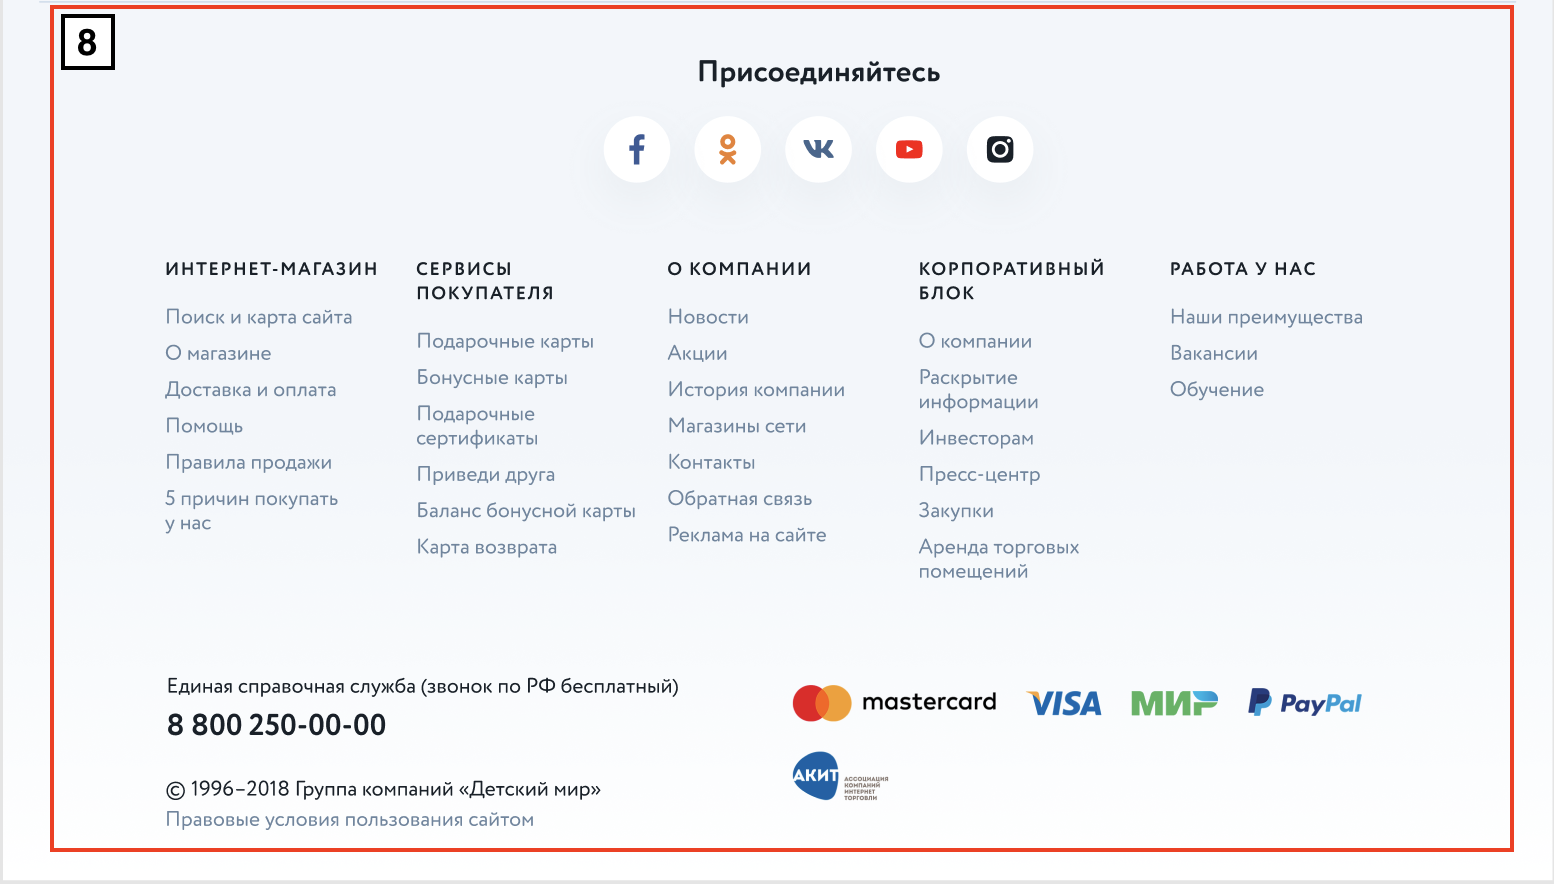 8
Присоединяйтесь
ИНТЕРНЕТ-МАГАЗИН
Поиск и карта сайта
О магазине
Доставка и оплата
Помощь
Правила продажи
5 причин покупать
у нас
СЕРВИСЫ
ПОКУПАТЕЛЯ
Подарочные карты
Бонусные карты
Подарочные
сертификаты
Приведи друга
Баланс бонусной карты
Карта возврата
О КОМПАНИИ
Новости
Акции
История компании
Магазины сети
Контакты
Обратная связь
Реклама на сайте
КОРПОРАТИВНЫЙ
БЛОК
О компании
Раскрытие
информации
Инвесторам
Пресс-центр
Закупки
Аренда торговых
помещений
РАБОТА У НАС
Наши преимущества
Вакансии
Обучение
Единая справочная служба (звонок по РФ бесплатный)
8 800 250-00-00
© 1996–2018 Группа компаний «Детский мир»
Правовые условия пользования сайтом
mastercard
VISA
МИР
PayPal
АКИТ
АССОЦИАЦИЯ
КОМПАНИЙ
ИНТЕРНЕТ
ТОРГОВЛИ